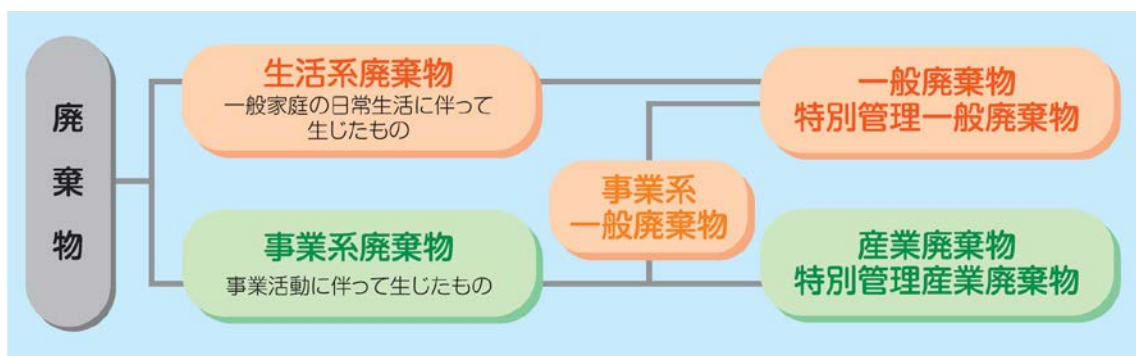 廃棄物
生活系廃棄物
一般家庭の日常生活に伴って
生じたもの
一般廃棄物
特別管理一般廃棄物
事業系
一般廃棄物
事業系廃棄物
事業活動に伴って生じたもの
産業廃棄物
特別管理産業廃棄物